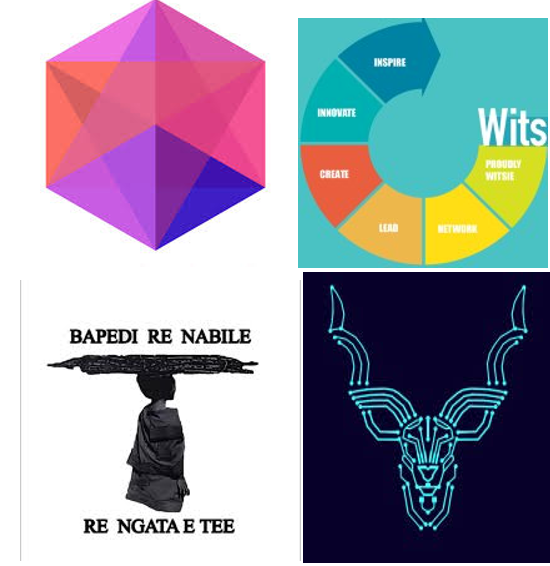 INSPIRE
INNOVATE
Wits
CREATE
PROUDLY
WITSIE
LEAD
NETWORK
BAPEDI RE NABILE
RE NGATA E TEE